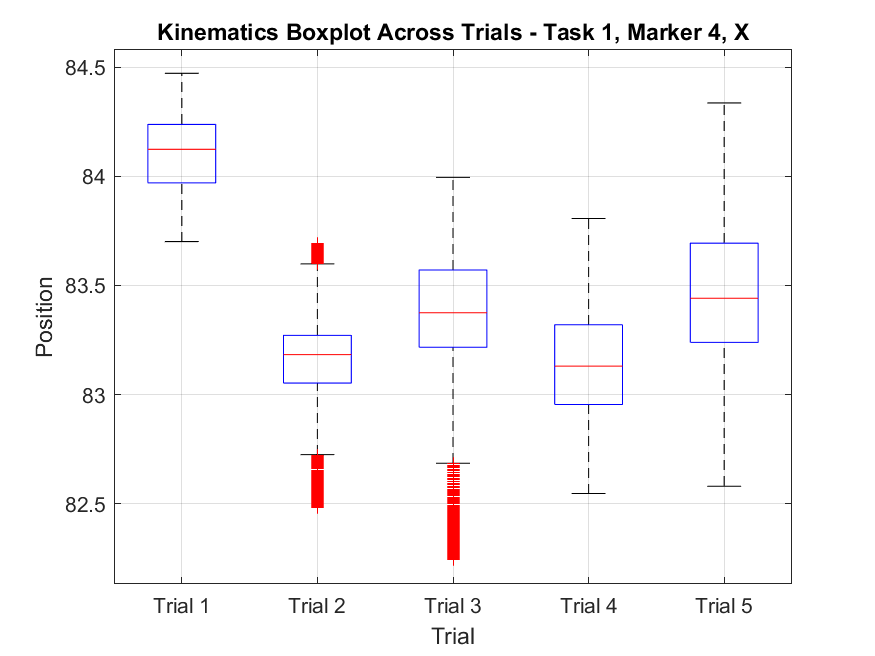 Kinematics Boxplot Across Trials - Task 1, Marker 4, X
84.5
84
83.5
83
82.5
Position
Trial 1 Trial 2 Trial 3 Trial 4 Trial 5
Trial